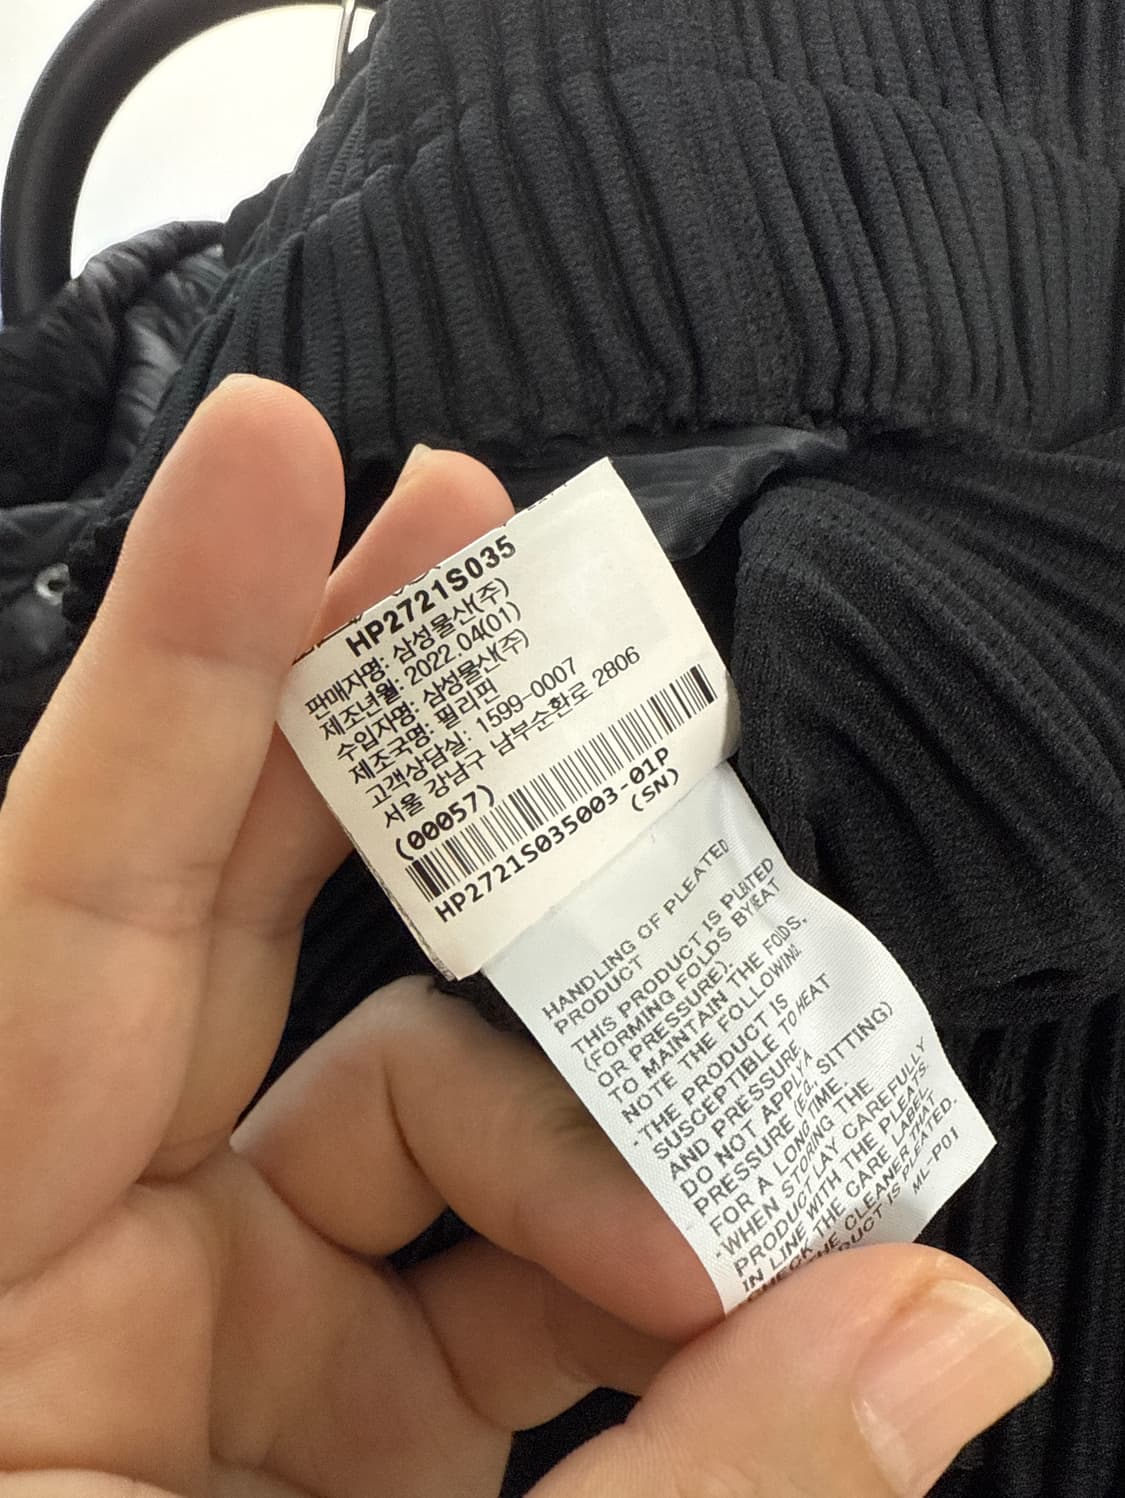 HP2721S035
판매자명: 삼성물산(주)
제조년월: 2022.04(01)
수입자명: 삼성물산(주)
제조국명: 필리핀
고객상담실: 1599-0007
서울 강남구 남부순환로 2806
(00057)
HP2721S035003-01P
(SN)
HANDLING OF PLEATED
PRODUCT
THIS PRODUCT IS PLEATED
(FORMING FOLDS BY HEAT
OR PRESSURE).
TO MAINTAIN THE FOLDS,
NOTE THE FOLLOWING.
-THE PRODUCT IS
SUSCEPTIBLE TO HEAT
AND PRESSURE.
DO NOT APPLY A
PRESSURE (E.G. SITTING)
FOR A LONG TIME.
-WHEN STORING THE
PRODUCT LAY CAREFULLY
IN LINE WITH THE PLEATS.
CHECK THE CARE LABEL.
THE CLEANER THAT
IS PLEATED.
ML-P01